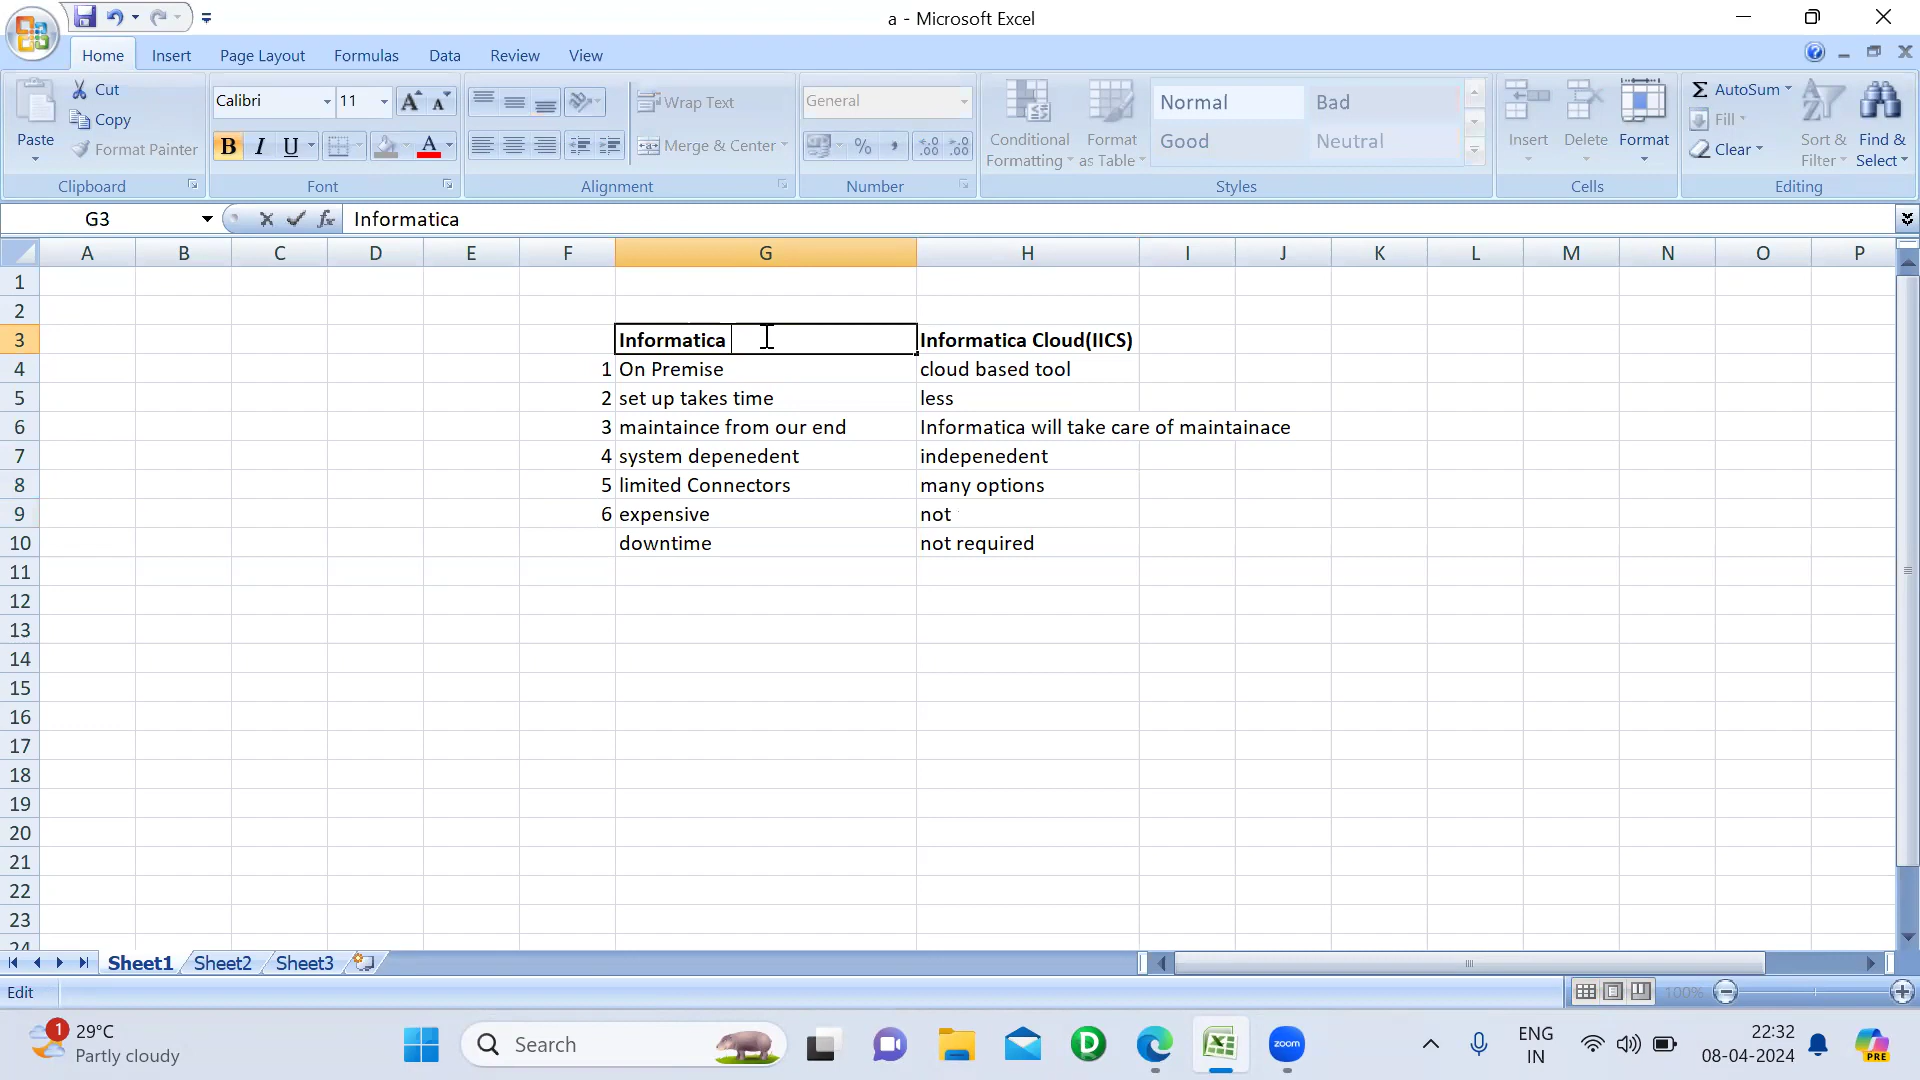 a - Microsoft Excel
Home Insert Page Layout Formulas Data Review View
Paste
Cut
Copy
Format Painter
Clipboard
Calibri 11
B I U
Font
Wrap Text
Merge & Center
Alignment
General
Number
Conditional Formatting
Format as Table
Normal Bad
Good Neutral
Styles
Insert Delete Format
Cells
AutoSum
Fill
Clear
Sort & Filter
Find & Select
Editing
G3 fx Informatica
A B C D E F G H I J K L M N O P
1
2
3 Informatica Informatica Cloud(IICS)
4 1 On Premise cloud based tool
5 2 set up takes time less
6 3 maintaince from our end Informatica will take care of maintainace
7 4 system depenedent indepenedent
8 5 limited Connectors many options
9 6 expensive not
10 downtime not required
11
12
13
14
15
16
17
18
19
20
21
22
23
24
Sheet1 Sheet2 Sheet3
Edit 100%
1 29°C
Partly cloudy
Search
zoom
ENG
IN
22:32
08-04-2024
PRE